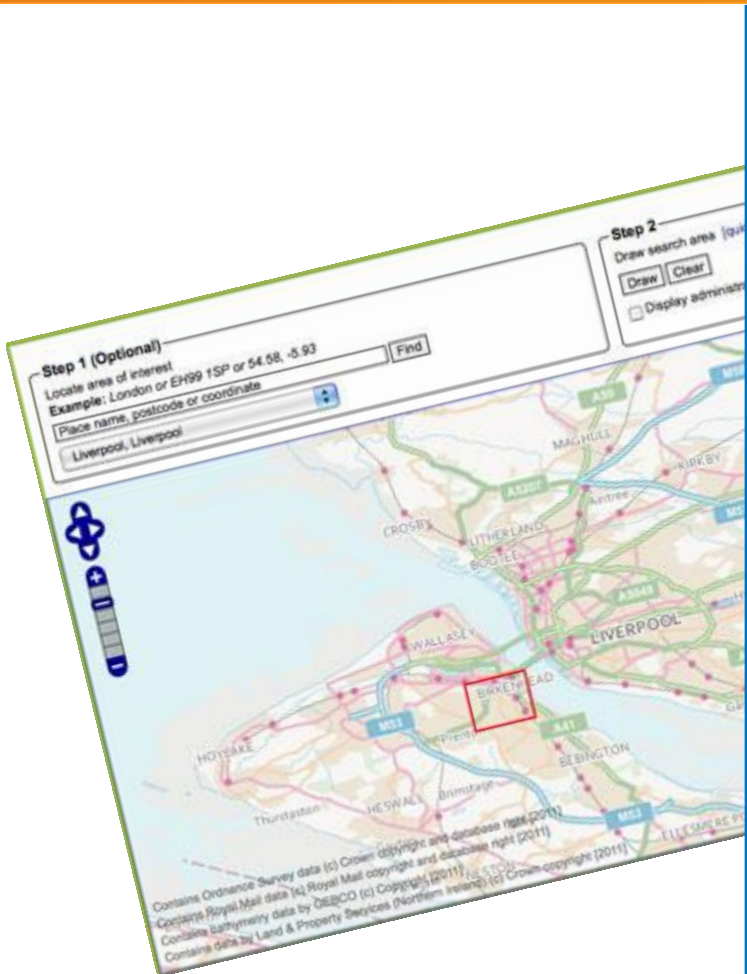 Step 1 (Optional)
Locate area of interest
Example: London or EH99 1SP or 54.58, -5.93
Place name, postcode or coordinate
Find
Liverpool, Liverpool
Step 2
Draw search area
Draw
Clear
Display
MAGHULL
KIRKBY
A5207
Aintree
CROSBY
LITHERLAND
BOOTLE
WALLASEY
LIVERPOOL
BIRKENHEAD
M53
A41
HOYLAKE
BEBINGTON
Brimstage
HESWALL
Thurstaston
M53
ELLESMERE
NESTON
Contains Ordnance Survey data (c) Crown copyright and database right [2011]
Contains Royal Mail data (c) Royal Mail copyright and database right [2011]
Contains bathymetry data by GEBCO (c) Copyright [2011]
Contains data by Land & Property Services (Northern Ireland) (c) Crown copyright [2011]